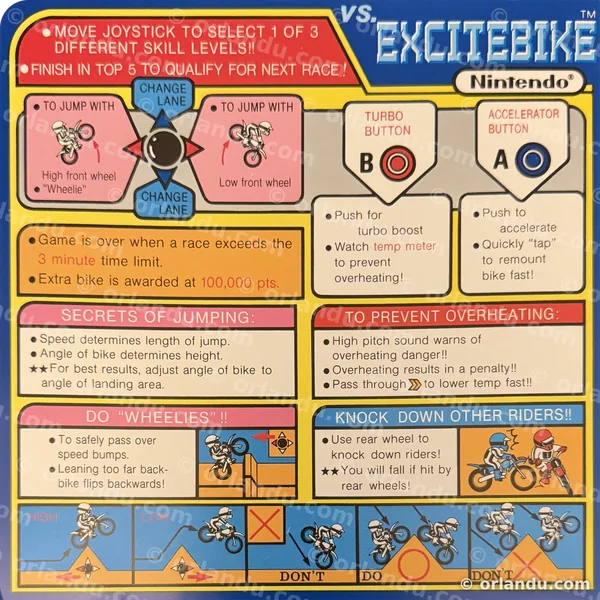 VS.
EXCITEBIKE™
Nintendo®
● MOVE JOYSTICK TO SELECT 1 OF 3
DIFFERENT SKILL LEVELS!!
● FINISH IN TOP 5 TO QUALIFY FOR NEXT RACE!
● TO JUMP WITH
High front wheel
● "Wheelie"
CHANGE
LANE
CHANGE
LANE
● TO JUMP WITH
Low front wheel
TURBO
BUTTON
B
● Push for
turbo boost
● Watch temp meter
to prevent
overheating!
ACCELERATOR
BUTTON
A
● Push to
accelerate
● Quickly "tap"
to remount
bike fast!
● Game is over when a race exceeds the
3 minute time limit.
● Extra bike is awarded at 100,000 pts.
SECRETS OF JUMPING:
● Speed determines length of jump.
● Angle of bike determines height.
★★ For best results, adjust angle of bike to
angle of landing area.
TO PREVENT OVERHEATING:
● High pitch sound warns of
overheating danger!!
● Overheating results in a penalty!!
● Pass through to lower temp fast!!
DO "WHEELIES"!!
● To safely pass over
speed bumps.
● Leaning too far back-
bike flips backwards!
KNOCK DOWN OTHER RIDERS!!
● Use rear wheel to
knock down riders!
★★ You will fall if hit by
rear wheels!
HIGH
LOW
DON'T
DO
DON'T
© orlandu.com